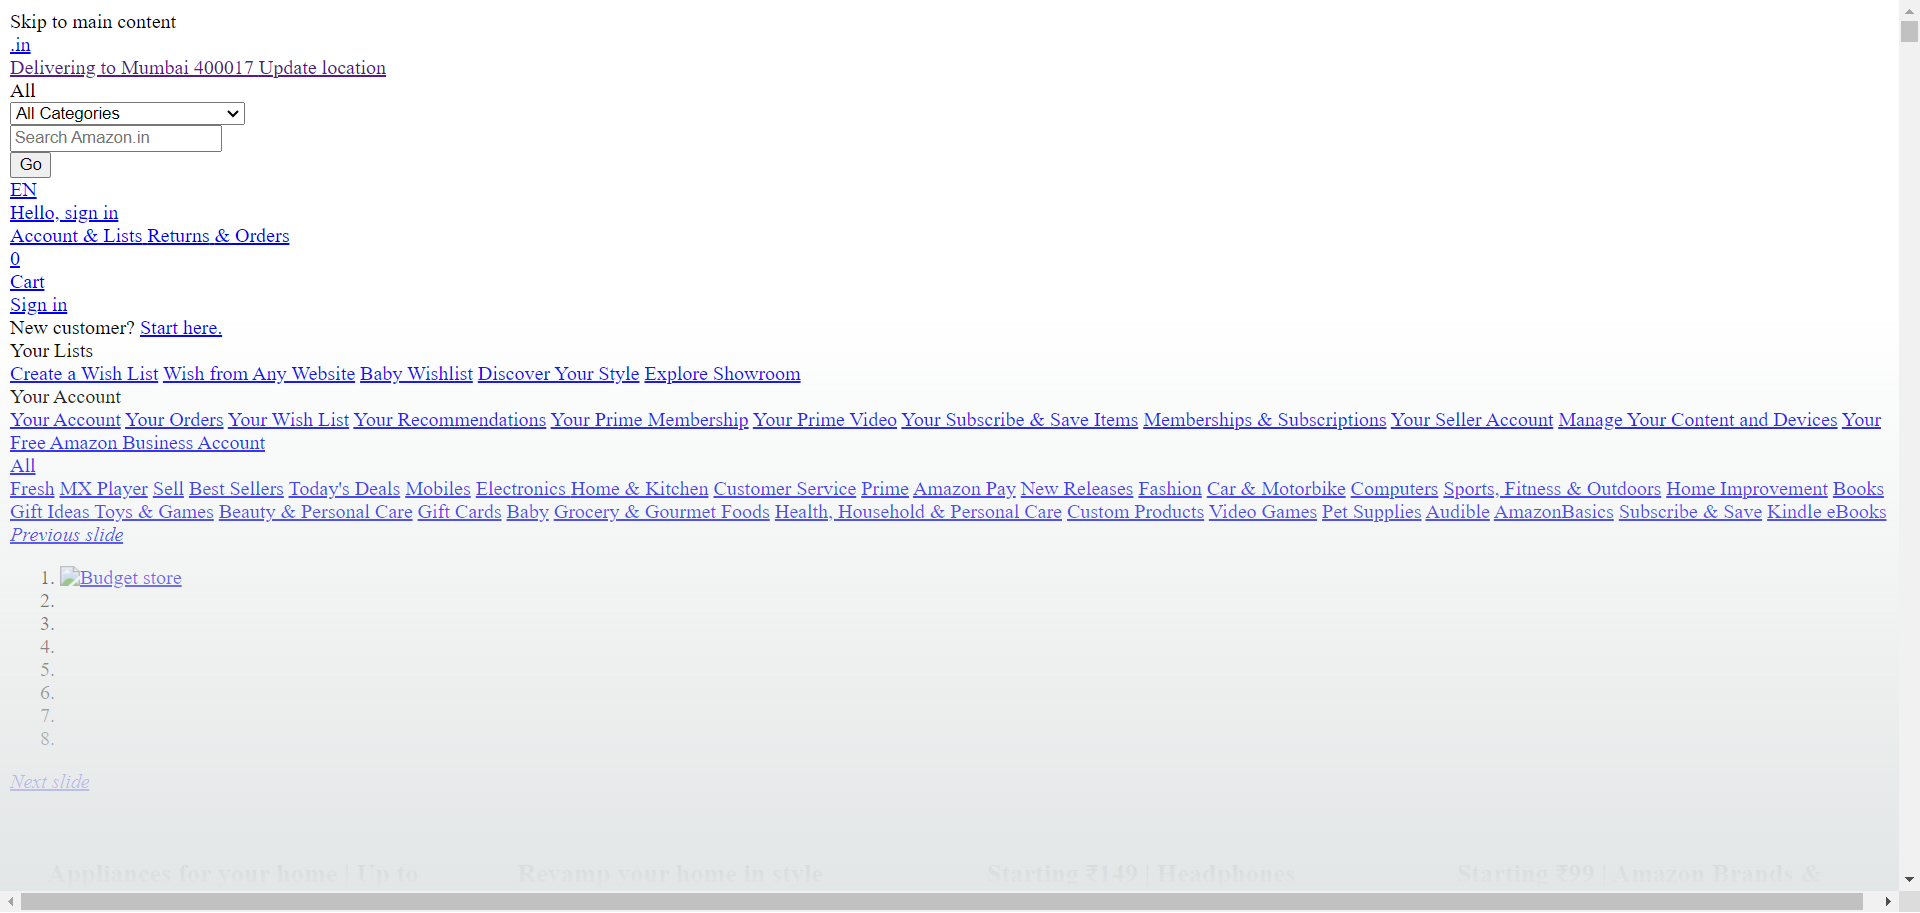 Skip to main content
.in
Delivering to Mumbai 400017 Update location
All
All Categories
Search Amazon.in
Go
EN
Hello, sign in
Account & Lists Returns & Orders
0
Cart
Sign in
New customer? Start here.
Your Lists
Create a Wish List Wish from Any Website Baby Wishlist Discover Your Style Explore Showroom
Your Account
Your Account Your Orders Your Wish List Your Recommendations Your Prime Membership Your Prime Video Your Subscribe & Save Items Memberships & Subscriptions Your Seller Account Manage Your Content and Devices Your
Free Amazon Business Account
All
Fresh MX Player Sell Best Sellers Today's Deals Mobiles Electronics Home & Kitchen Customer Service Prime Amazon Pay New Releases Fashion Car & Motorbike Computers Sports, Fitness & Outdoors Home Improvement Books
Gift Ideas Toys & Games Beauty & Personal Care Gift Cards Baby Grocery & Gourmet Foods Health, Household & Personal Care Custom Products Video Games Pet Supplies Audible AmazonBasics Subscribe & Save Kindle eBooks
Previous slide
1. Budget store
2.
3.
4.
5.
6.
7.
8.
Next slide
Appliances for your home | Up to Revamp your home in style Starting ₹149 | Headphones Starting ₹99 | Amazon Brands &